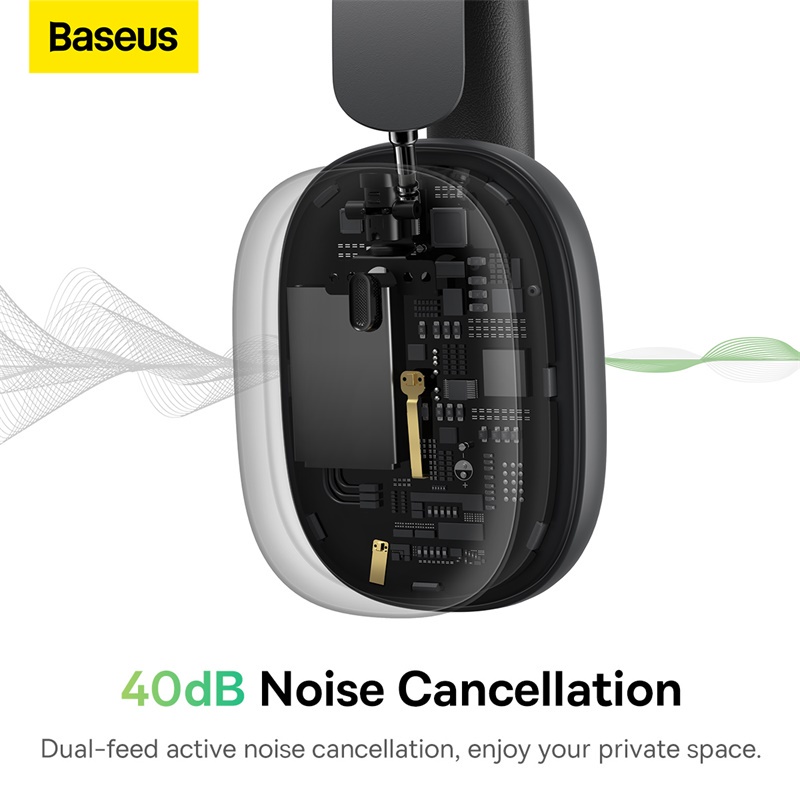 Baseus
40dB Noise Cancellation
Dual-feed active noise cancellation, enjoy your private space.